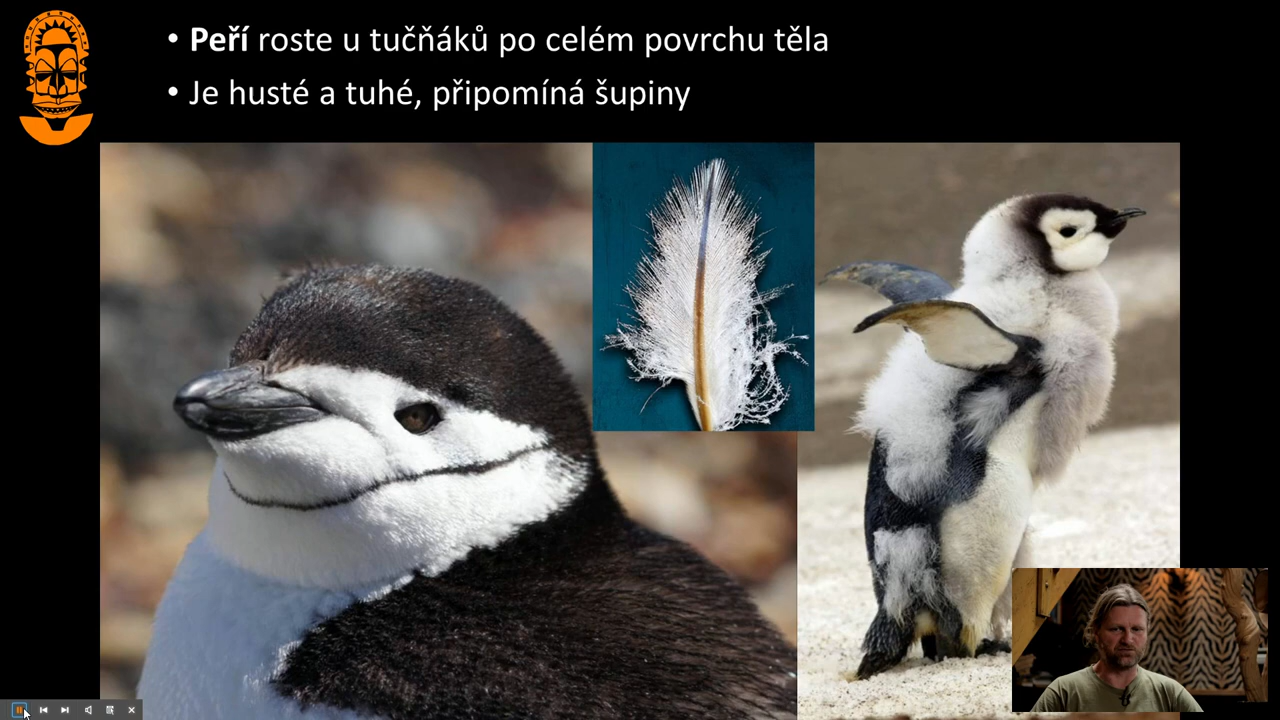 • Peří roste u tučňáků po celém povrchu těla
• Je husté a tuhé, připomíná šupiny